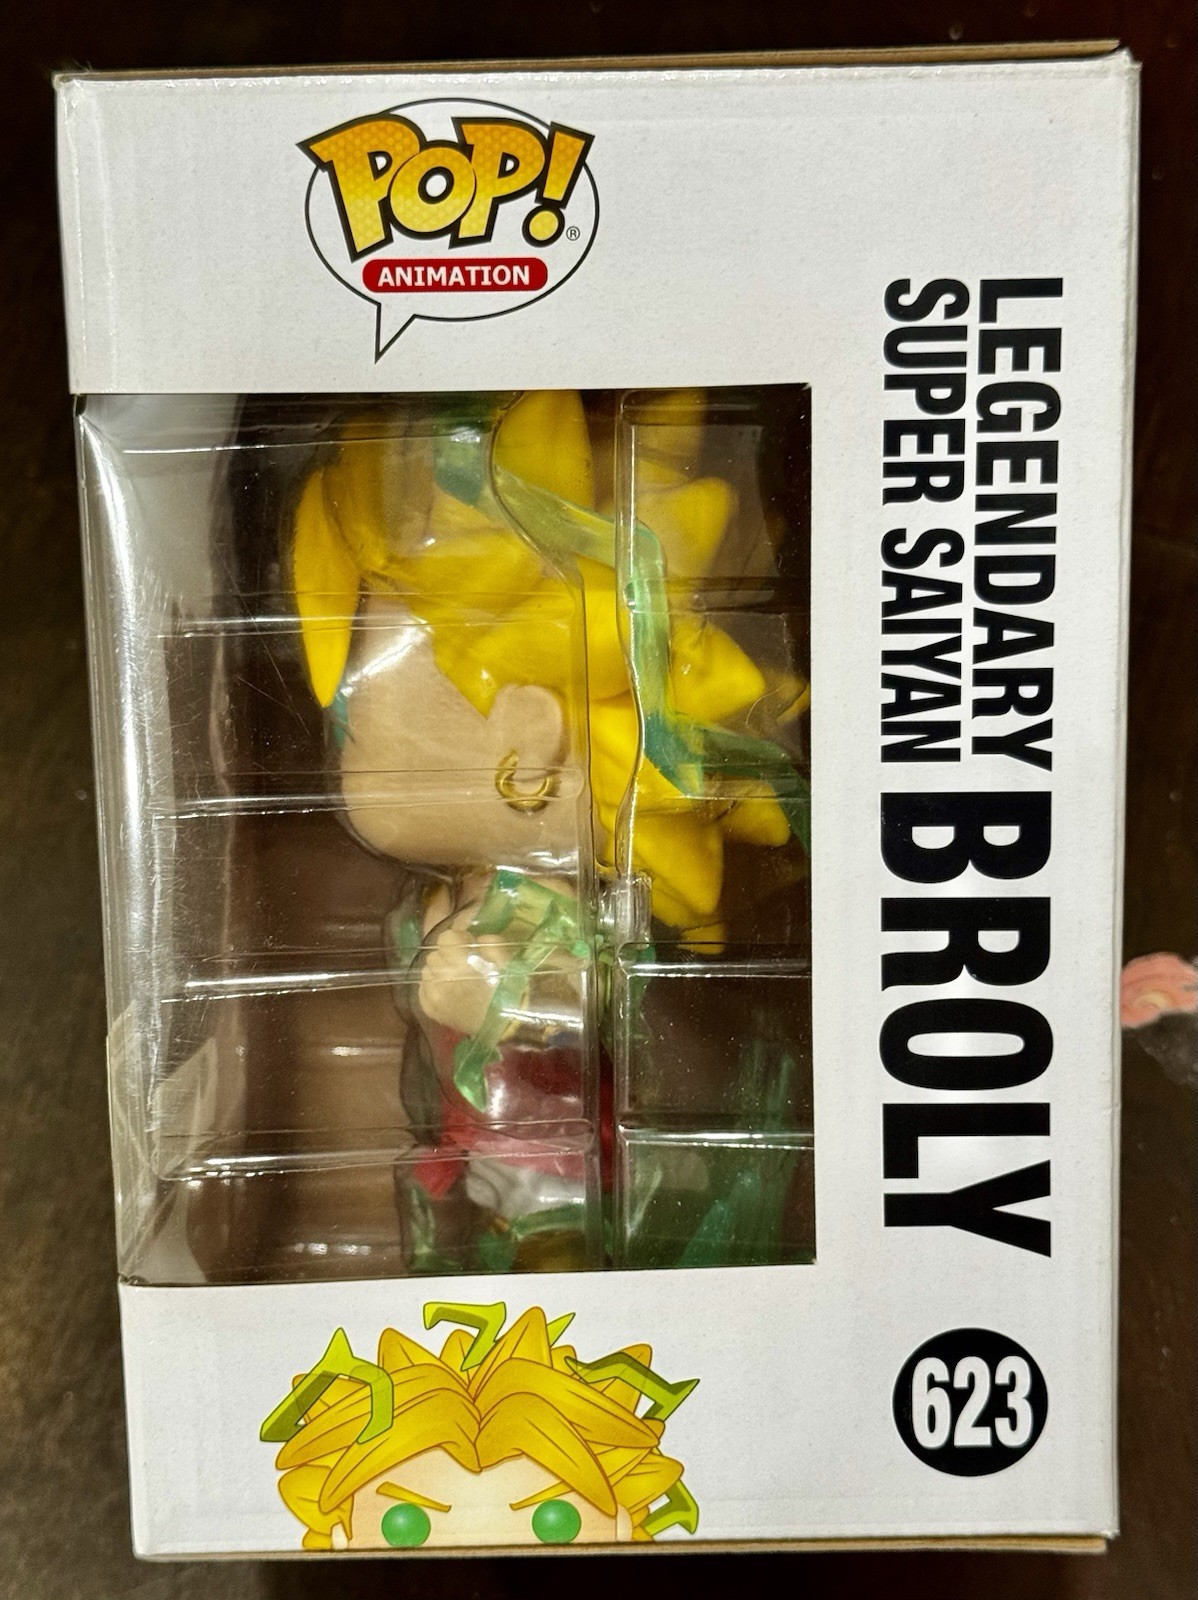 POP!®
ANIMATION
LEGENDARY
SUPER SAIYAN
BROLY
623